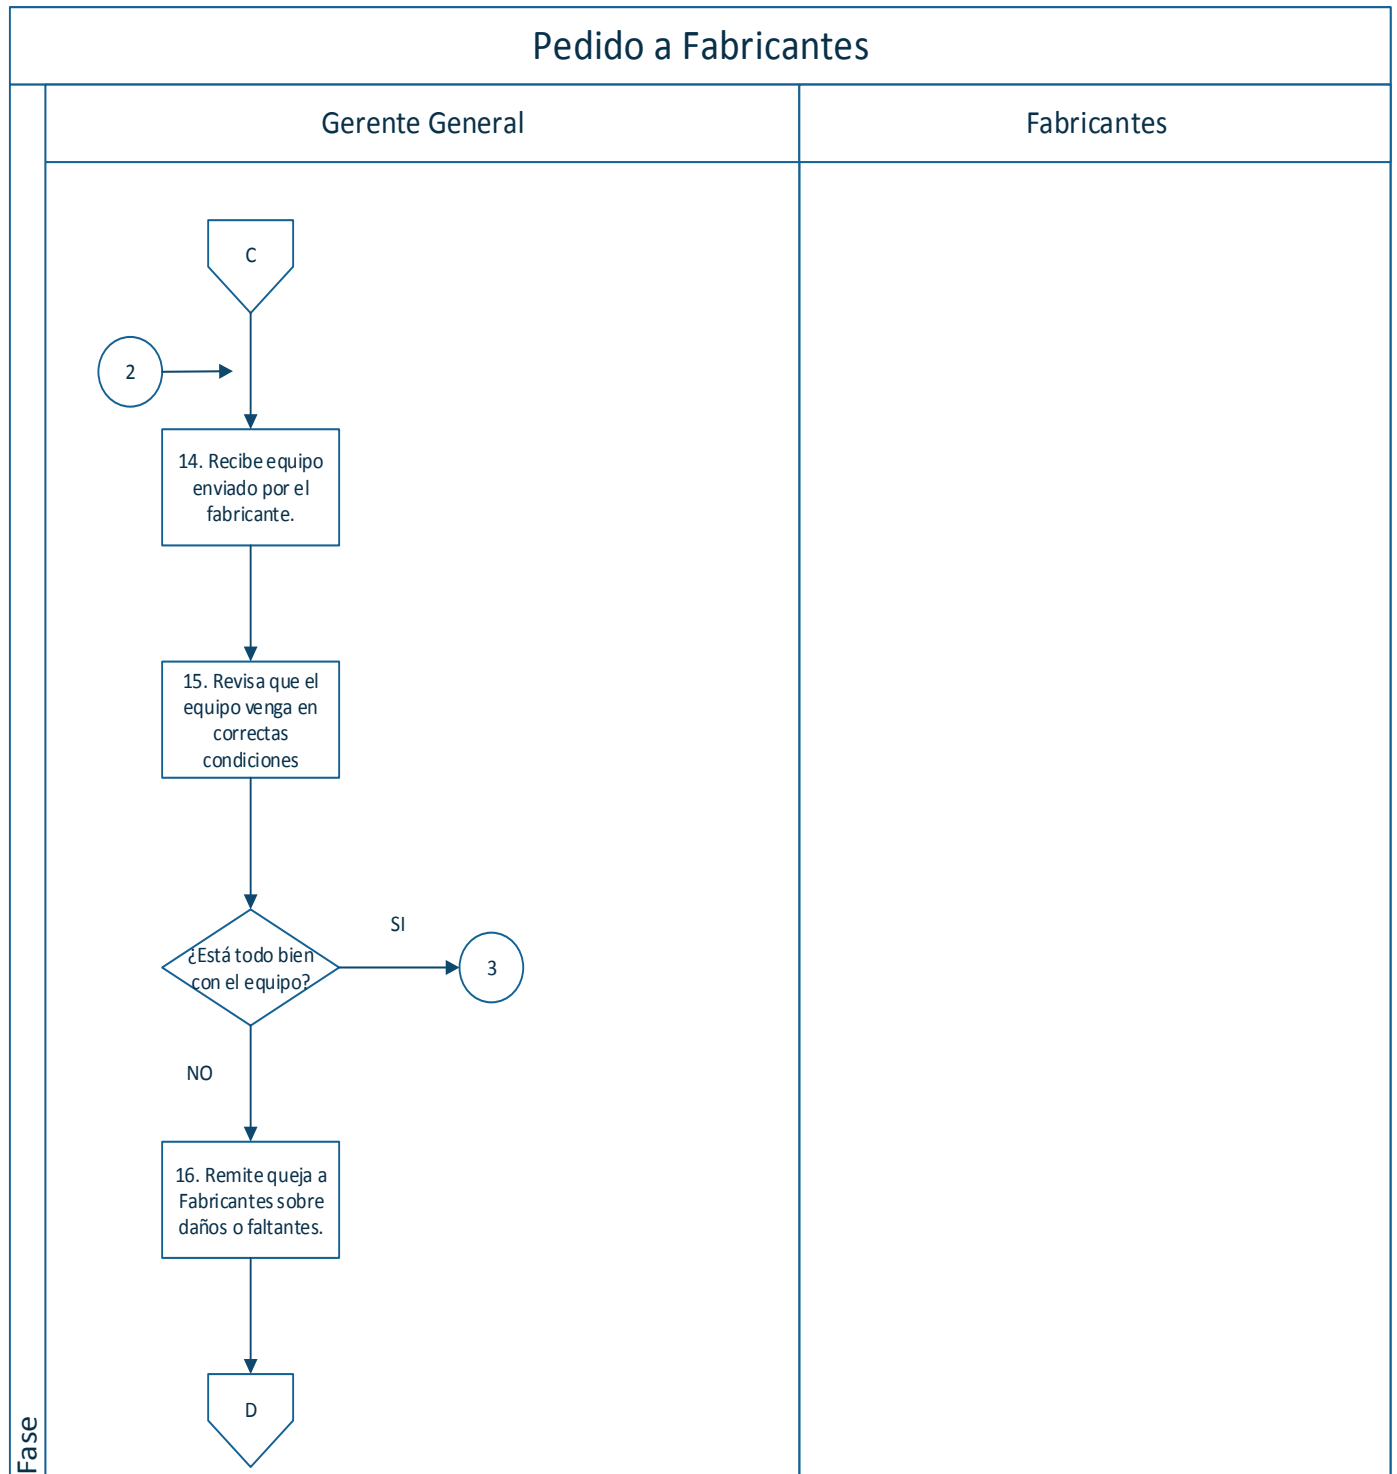 Pedido a Fabricantes
Gerente General
Fabricantes
C
2
14. Recibe equipo
enviado por el
fabricante.
15. Revisa que el
equipo venga en
correctas
condiciones
¿Está todo bien
con el equipo?
SI
3
NO
16. Remite queja a
Fabricantes sobre
daños o faltantes.
D
Fase